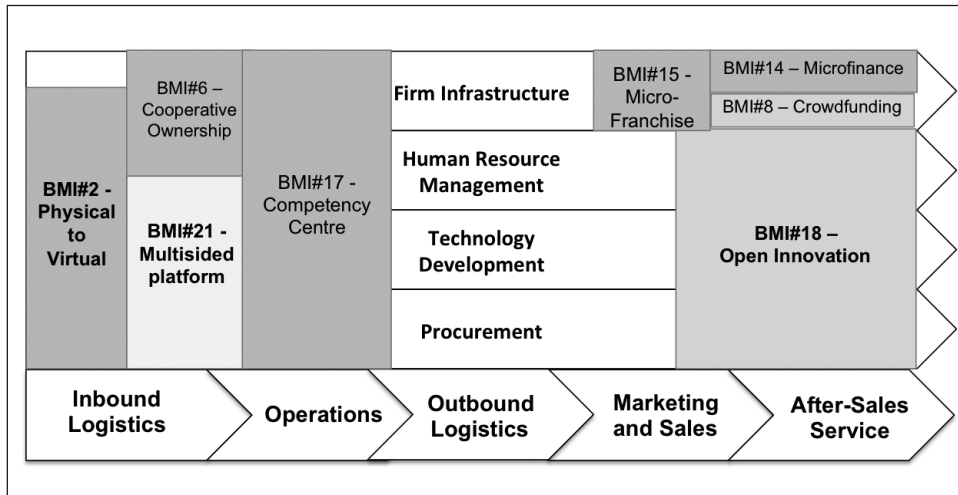 BMI#2 -
Physical
to
Virtual
BMI#6 –
Cooperative
Ownership
BMI#21 -
Multisided
platform
BMI#17 -
Competency
Centre
Firm Infrastructure
Human Resource
Management
Technology
Development
Procurement
BMI#15 -
Micro-
Franchise
BMI#14 – Microfinance
BMI#8 – Crowdfunding
BMI#18 –
Open Innovation
Inbound
Logistics
Operations
Outbound
Logistics
Marketing
and Sales
After-Sales
Service